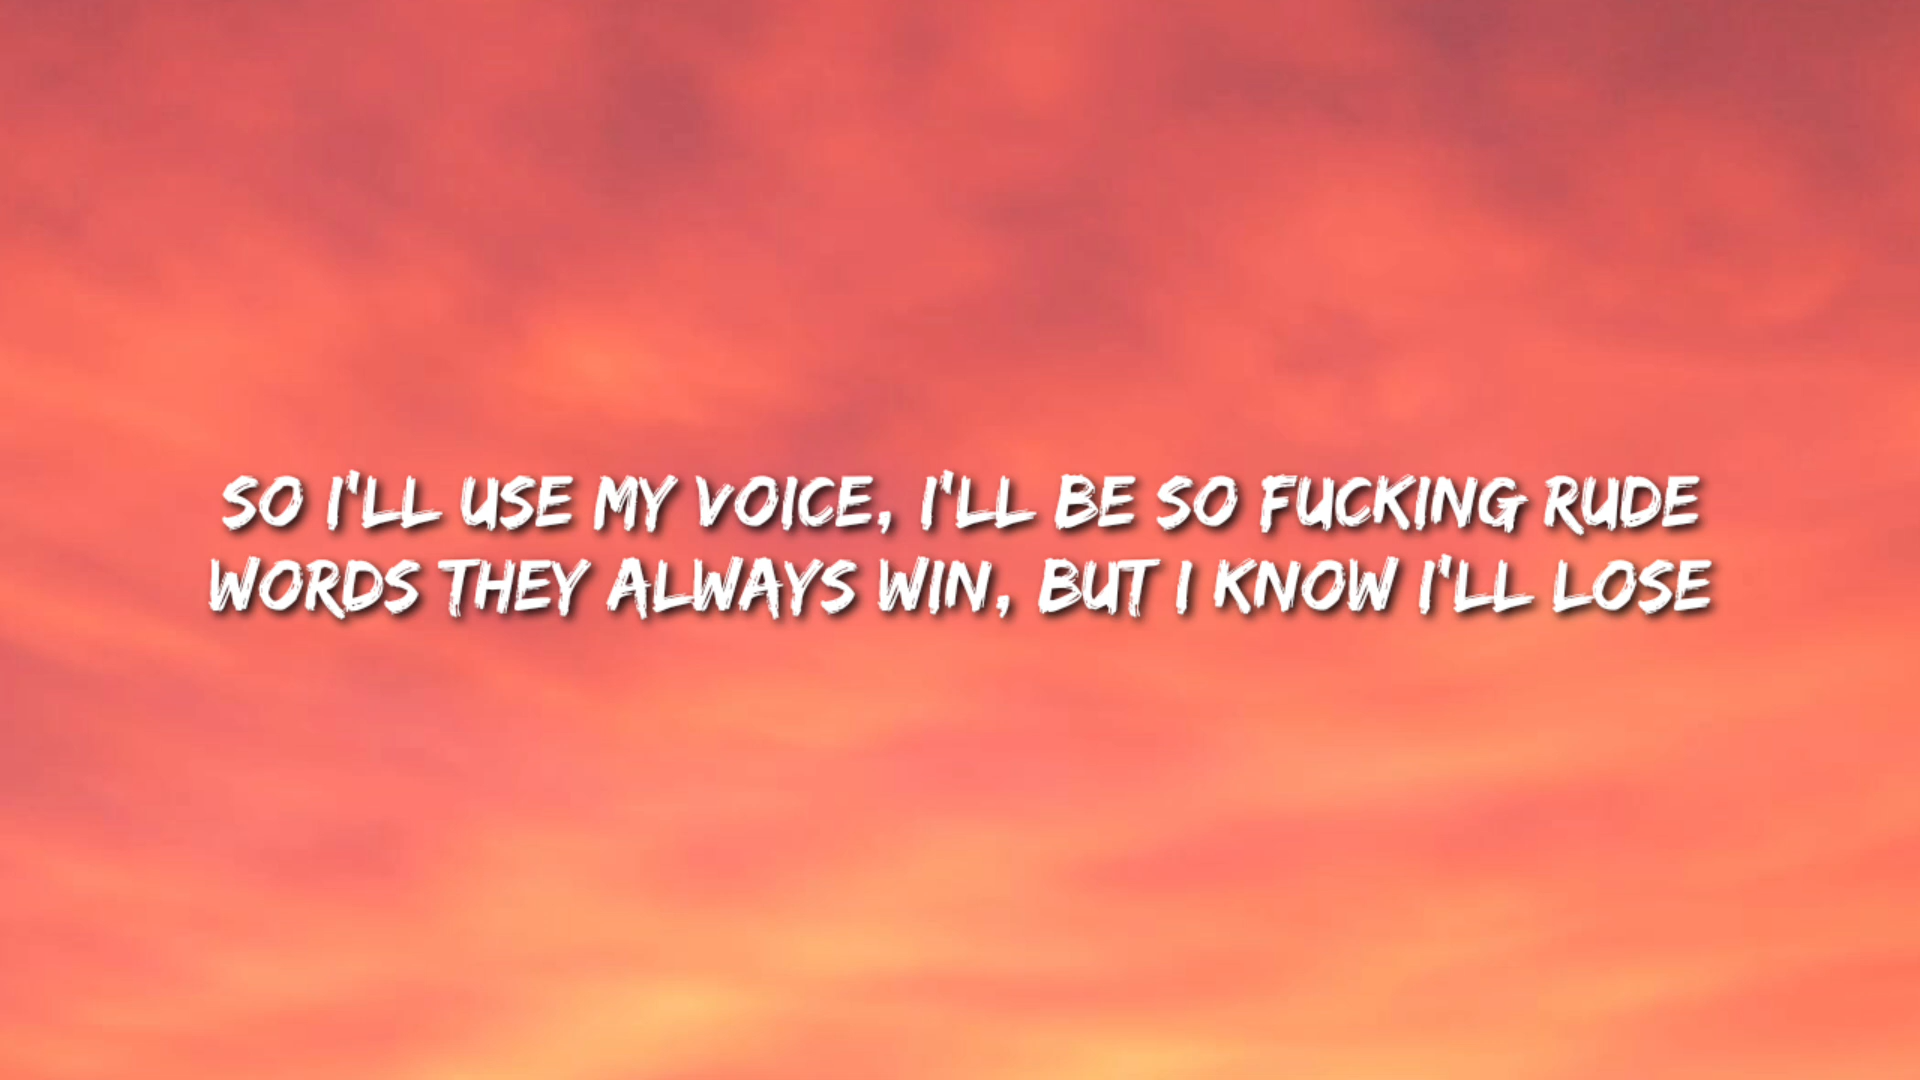 SO I'LL USE MY VOICE, I'LL BE SO FUCKING RUDE
WORDS THEY ALWAYS WIN, BUT I KNOW I'LL LOSE